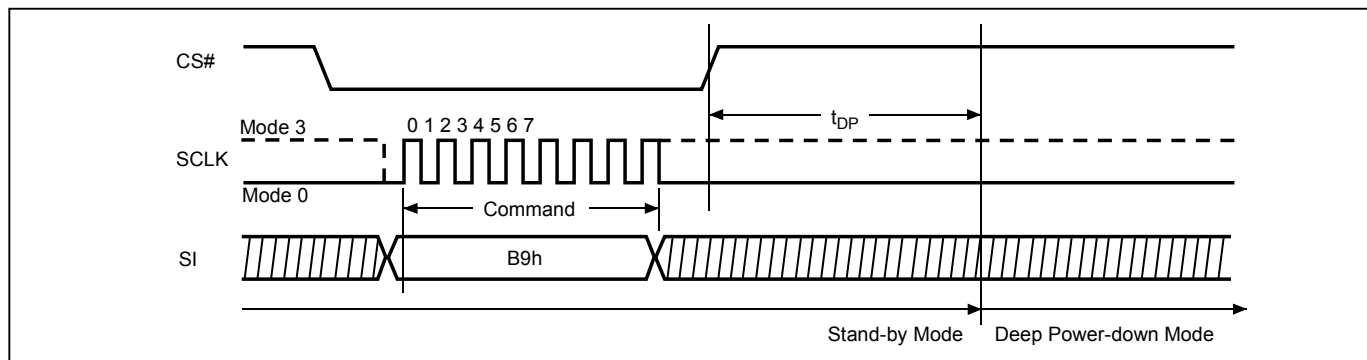 CS#
t_DP
Mode 3
0 1 2 3 4 5 6 7
SCLK
Mode 0
Command
SI
B9h
Stand-by Mode
Deep Power-down Mode